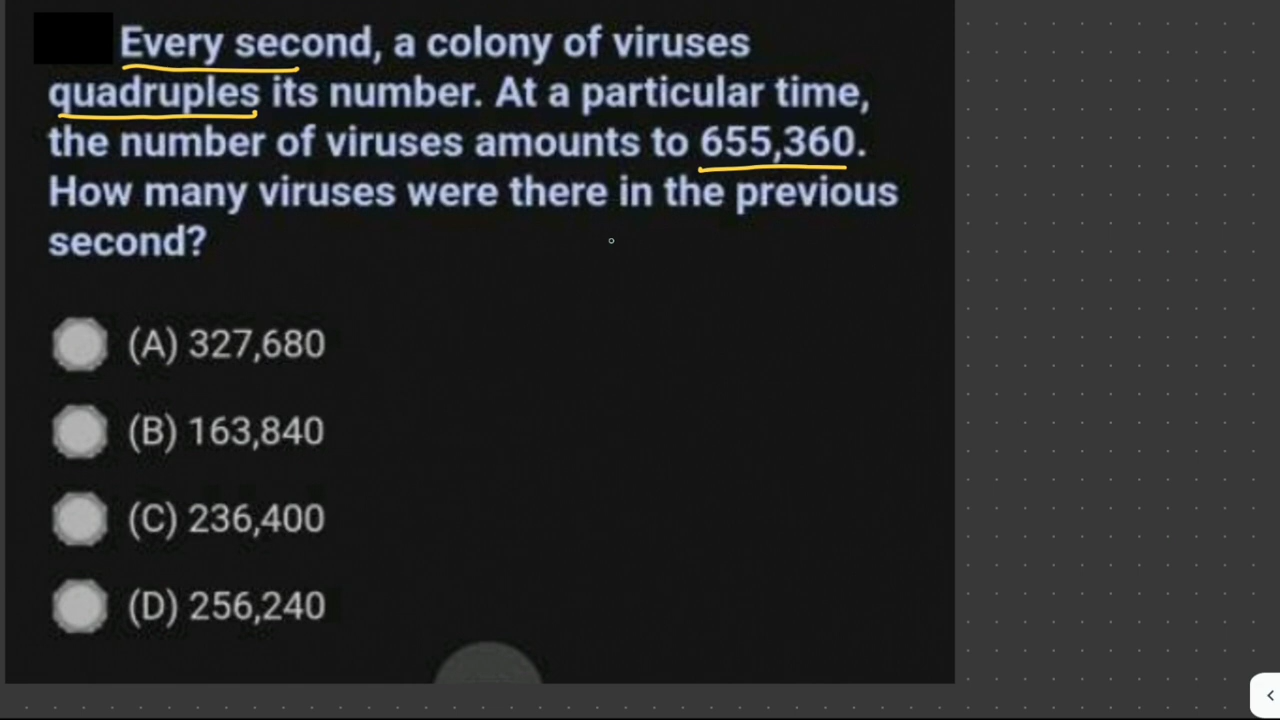 Every second, a colony of viruses
quadruples its number. At a particular time,
the number of viruses amounts to 655,360.
How many viruses were there in the previous
second?
(A) 327,680
(B) 163,840
(C) 236,400
(D) 256,240